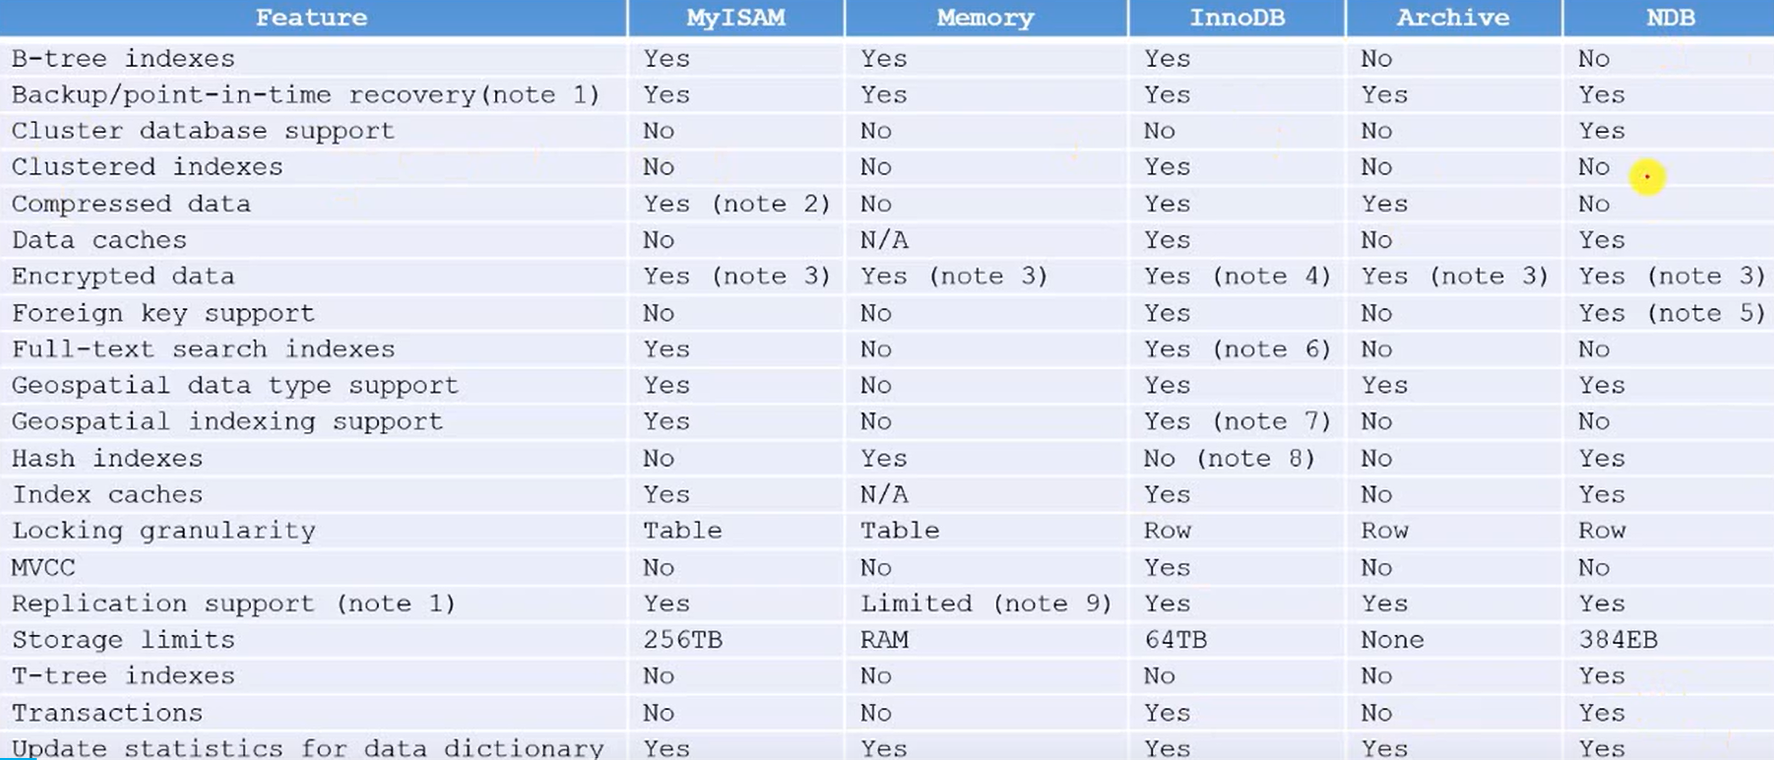 Feature MyISAM Memory InnoDB Archive NDB
B-tree indexes Yes Yes Yes No No
Backup/point-in-time recovery(note 1) Yes Yes Yes Yes Yes
Cluster database support No No No No Yes
Clustered indexes No No Yes No No
Compressed data Yes (note 2) No Yes Yes No
Data caches No N/A Yes No Yes
Encrypted data Yes (note 3) Yes (note 3) Yes (note 4) Yes (note 3) Yes (note 3)
Foreign key support No No Yes No Yes (note 5)
Full-text search indexes Yes No Yes (note 6) No No
Geospatial data type support Yes No Yes Yes Yes
Geospatial indexing support Yes No Yes (note 7) No No
Hash indexes No Yes No (note 8) No Yes
Index caches Yes N/A Yes No Yes
Locking granularity Table Table Row Row Row
MVCC No No Yes No No
Replication support (note 1) Yes Limited (note 9) Yes Yes Yes
Storage limits 256TB RAM 64TB None 384EB
T-tree indexes No No No No Yes
Transactions No No Yes No Yes
Update statistics for data dictionary Yes Yes Yes Yes Yes